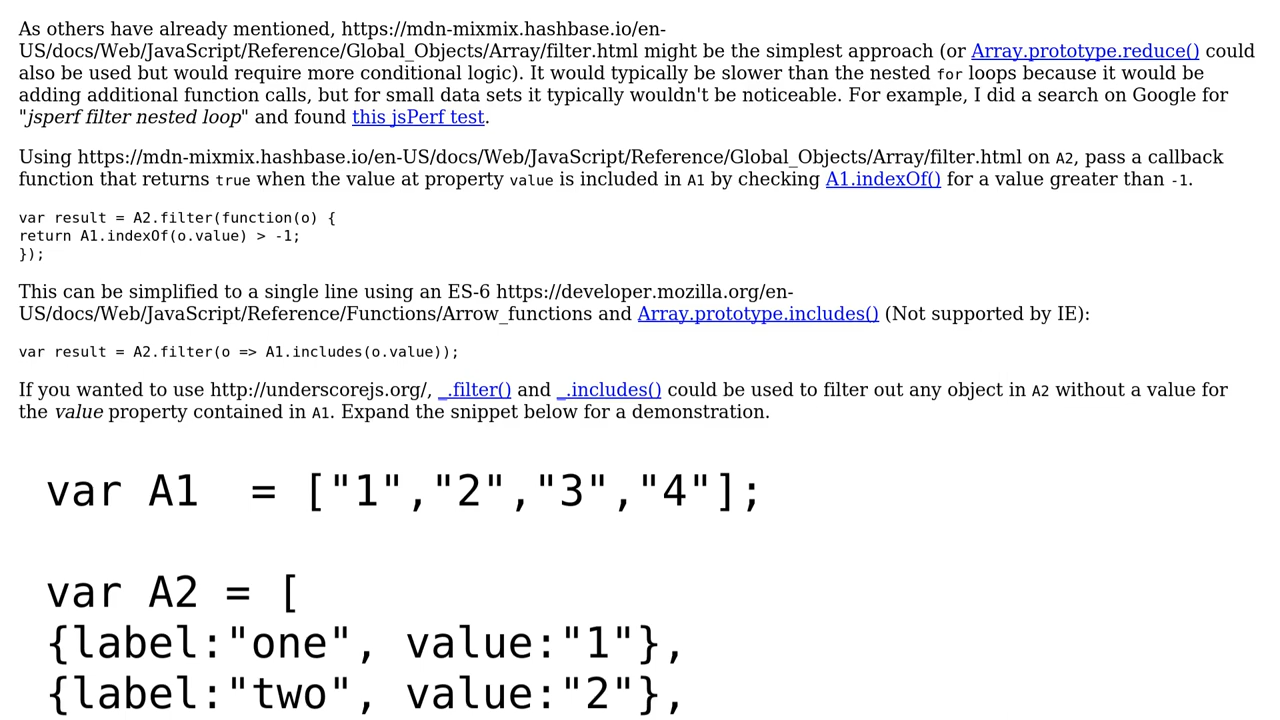 As others have already mentioned, https://mdn-mixmix.hashbase.io/en-
US/docs/Web/JavaScript/Reference/Global_Objects/Array/filter.html might be the simplest approach (or Array.prototype.reduce() could
also be used but would require more conditional logic). It would typically be slower than the nested for loops because it would be
adding additional function calls, but for small data sets it typically wouldn't be noticeable. For example, I did a search on Google for
"jsperf filter nested loop" and found this jsPerf test.
Using https://mdn-mixmix.hashbase.io/en-US/docs/Web/JavaScript/Reference/Global_Objects/Array/filter.html on A2, pass a callback
function that returns true when the value at property value is included in A1 by checking A1.indexOf() for a value greater than -1.
var result = A2.filter(function(o) {
return A1.indexOf(o.value) > -1;
});
This can be simplified to a single line using an ES-6 https://developer.mozilla.org/en-
US/docs/Web/JavaScript/Reference/Functions/Arrow_functions and Array.prototype.includes() (Not supported by IE):
var result = A2.filter(o => A1.includes(o.value));
If you wanted to use http://underscorejs.org/, _.filter() and _.includes() could be used to filter out any object in A2 without a value for
the value property contained in A1. Expand the snippet below for a demonstration.
var A1  = ["1","2","3","4"];
var A2 = [
{label:"one", value:"1"},
{label:"two", value:"2"},